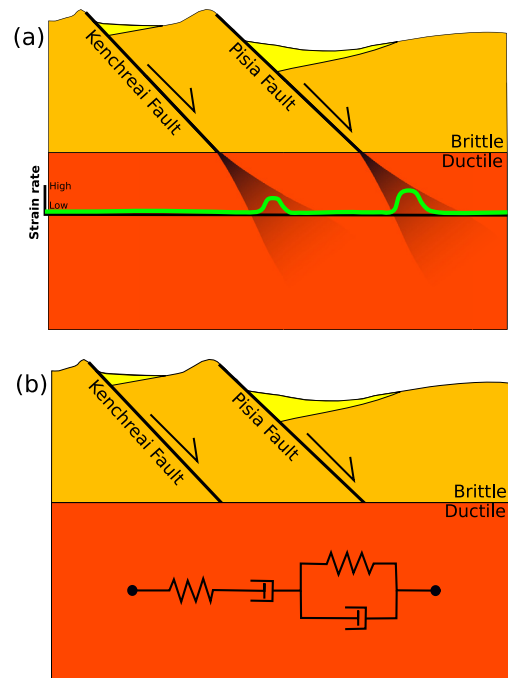 (a)
Kenchreai Fault
Pisia Fault
Brittle
Ductile
Strain rate
High
Low
(b)
Kenchreai Fault
Pisia Fault
Brittle
Ductile